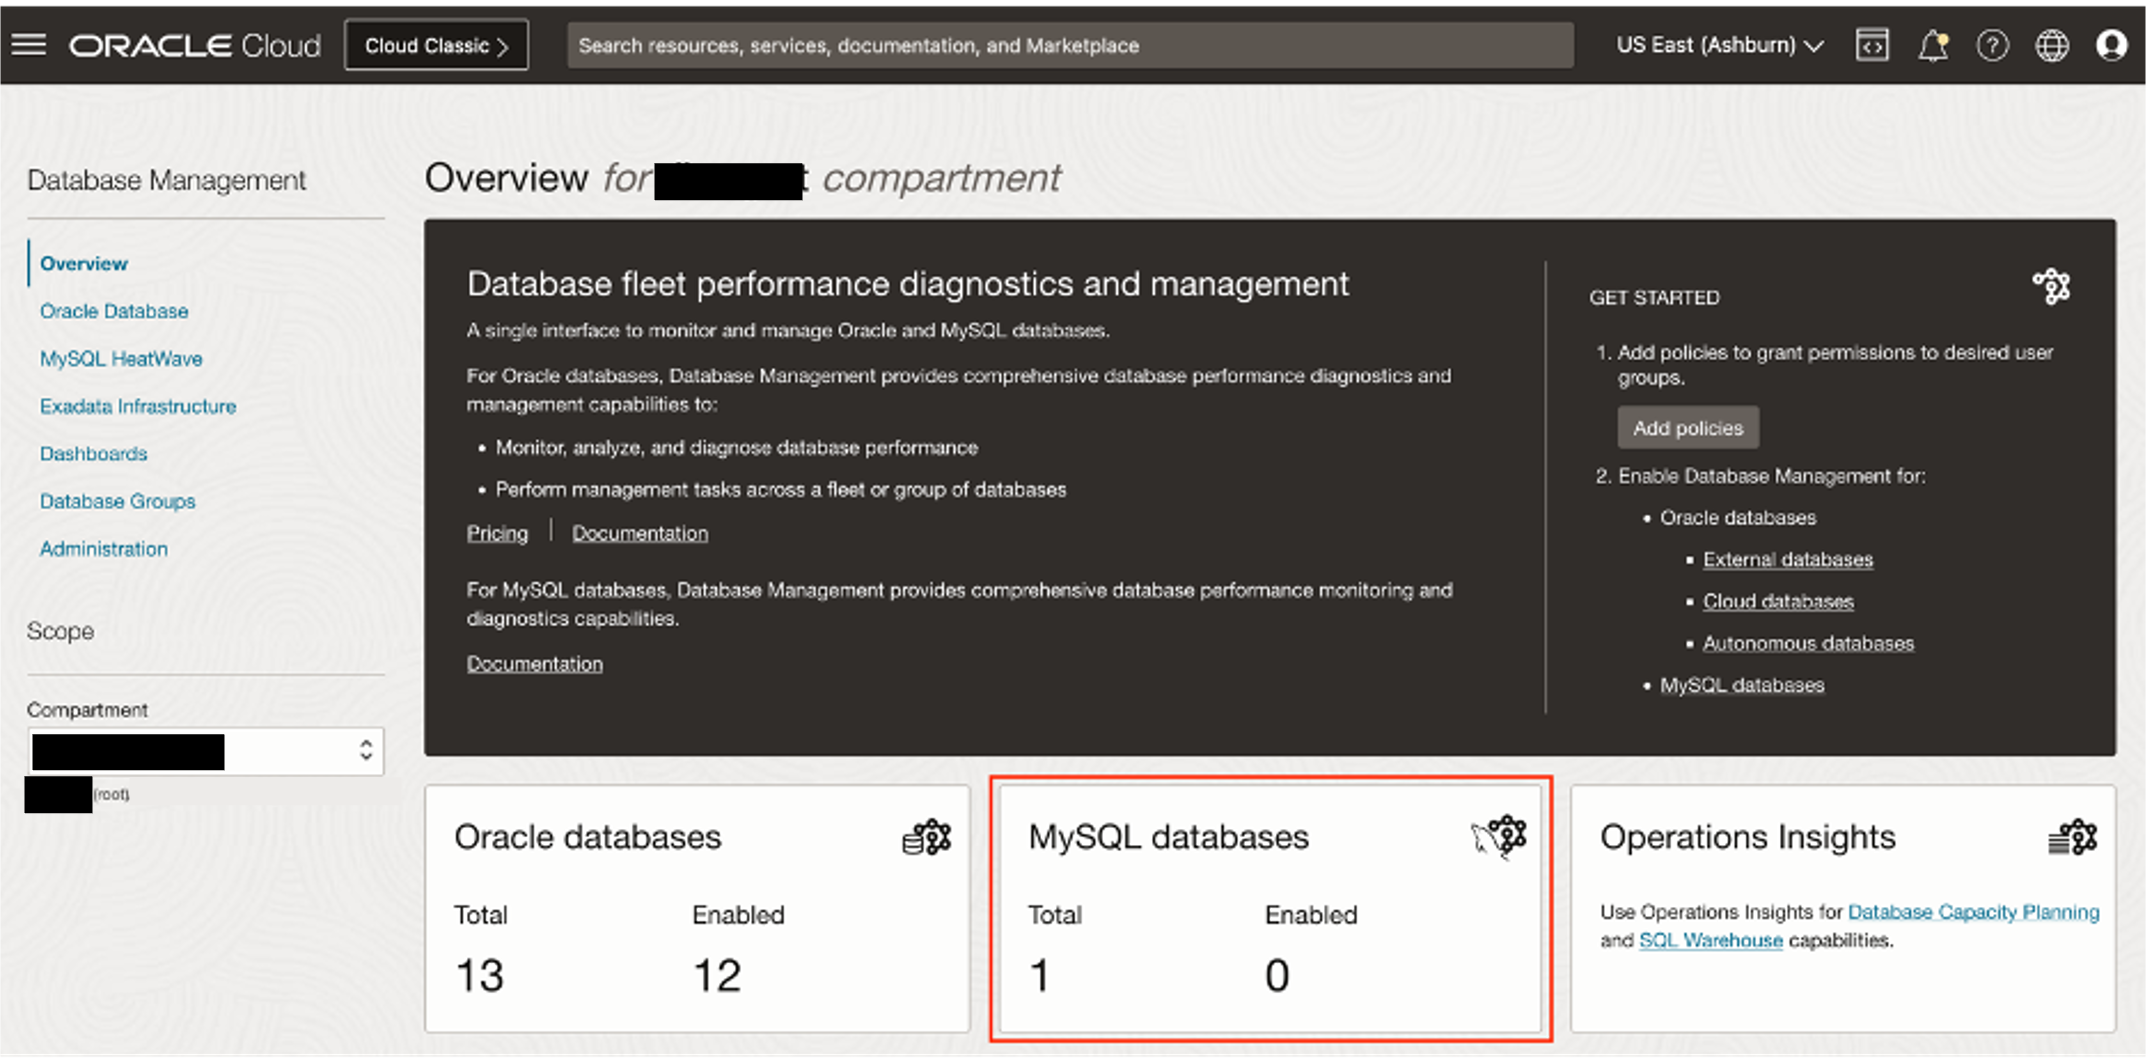 ORACLE Cloud
Cloud Classic >
Search resources, services, documentation, and Marketplace
US East (Ashburn)
Database Management
Overview
Oracle Database
MySQL HeatWave
Exadata Infrastructure
Dashboards
Database Groups
Administration
Scope
Compartment
(root)
Overview for compartment
Database fleet performance diagnostics and management
A single interface to monitor and manage Oracle and MySQL databases.
For Oracle databases, Database Management provides comprehensive database performance diagnostics and
management capabilities to:
• Monitor, analyze, and diagnose database performance
• Perform management tasks across a fleet or group of databases
Pricing | Documentation
For MySQL databases, Database Management provides comprehensive database performance monitoring and
diagnostics capabilities.
Documentation
GET STARTED
1. Add policies to grant permissions to desired user
groups.
Add policies
2. Enable Database Management for:
• Oracle databases
▪ External databases
▪ Cloud databases
▪ Autonomous databases
• MySQL databases
Oracle databases
Total Enabled
13 12
MySQL databases
Total Enabled
1 0
Operations Insights
Use Operations Insights for Database Capacity Planning
and SQL Warehouse capabilities.